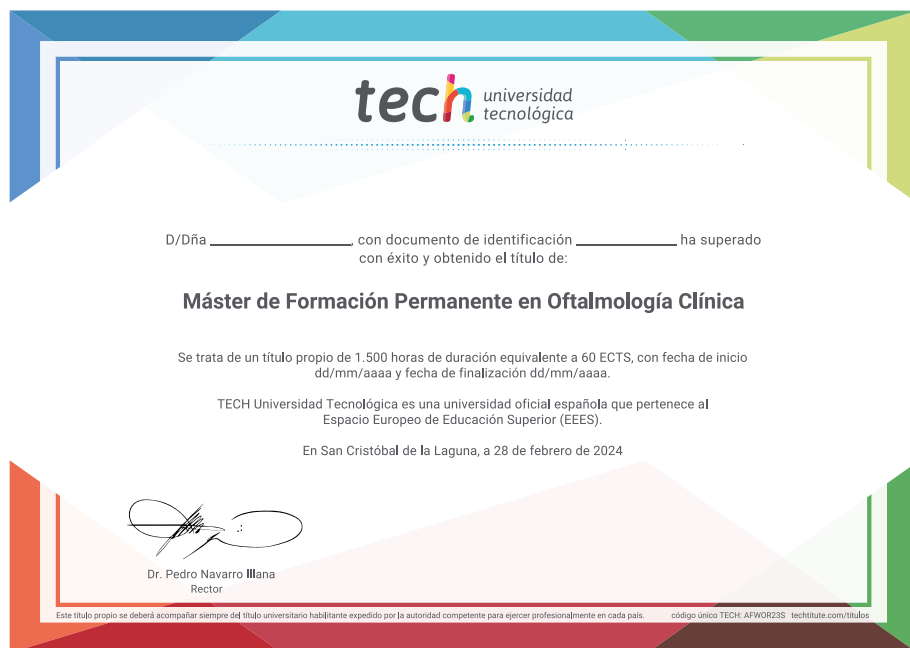 tech universidad
tecnológica
D/Dña ____________________, con documento de identificación ______________ ha superado
con éxito y obtenido el título de:
Máster de Formación Permanente en Oftalmología Clínica
Se trata de un título propio de 1.500 horas de duración equivalente a 60 ECTS, con fecha de inicio
dd/mm/aaaa y fecha de finalización dd/mm/aaaa.
TECH Universidad Tecnológica es una universidad oficial española que pertenece al
Espacio Europeo de Educación Superior (EEES).
En San Cristóbal de la Laguna, a 28 de febrero de 2024
Dr. Pedro Navarro Illana
Rector
Este título propio se deberá acompañar siempre del título universitario habilitante expedido por la autoridad competente para ejercer profesionalmente en cada país. código único TECH: AFWOR23S techtitute.com/titulos